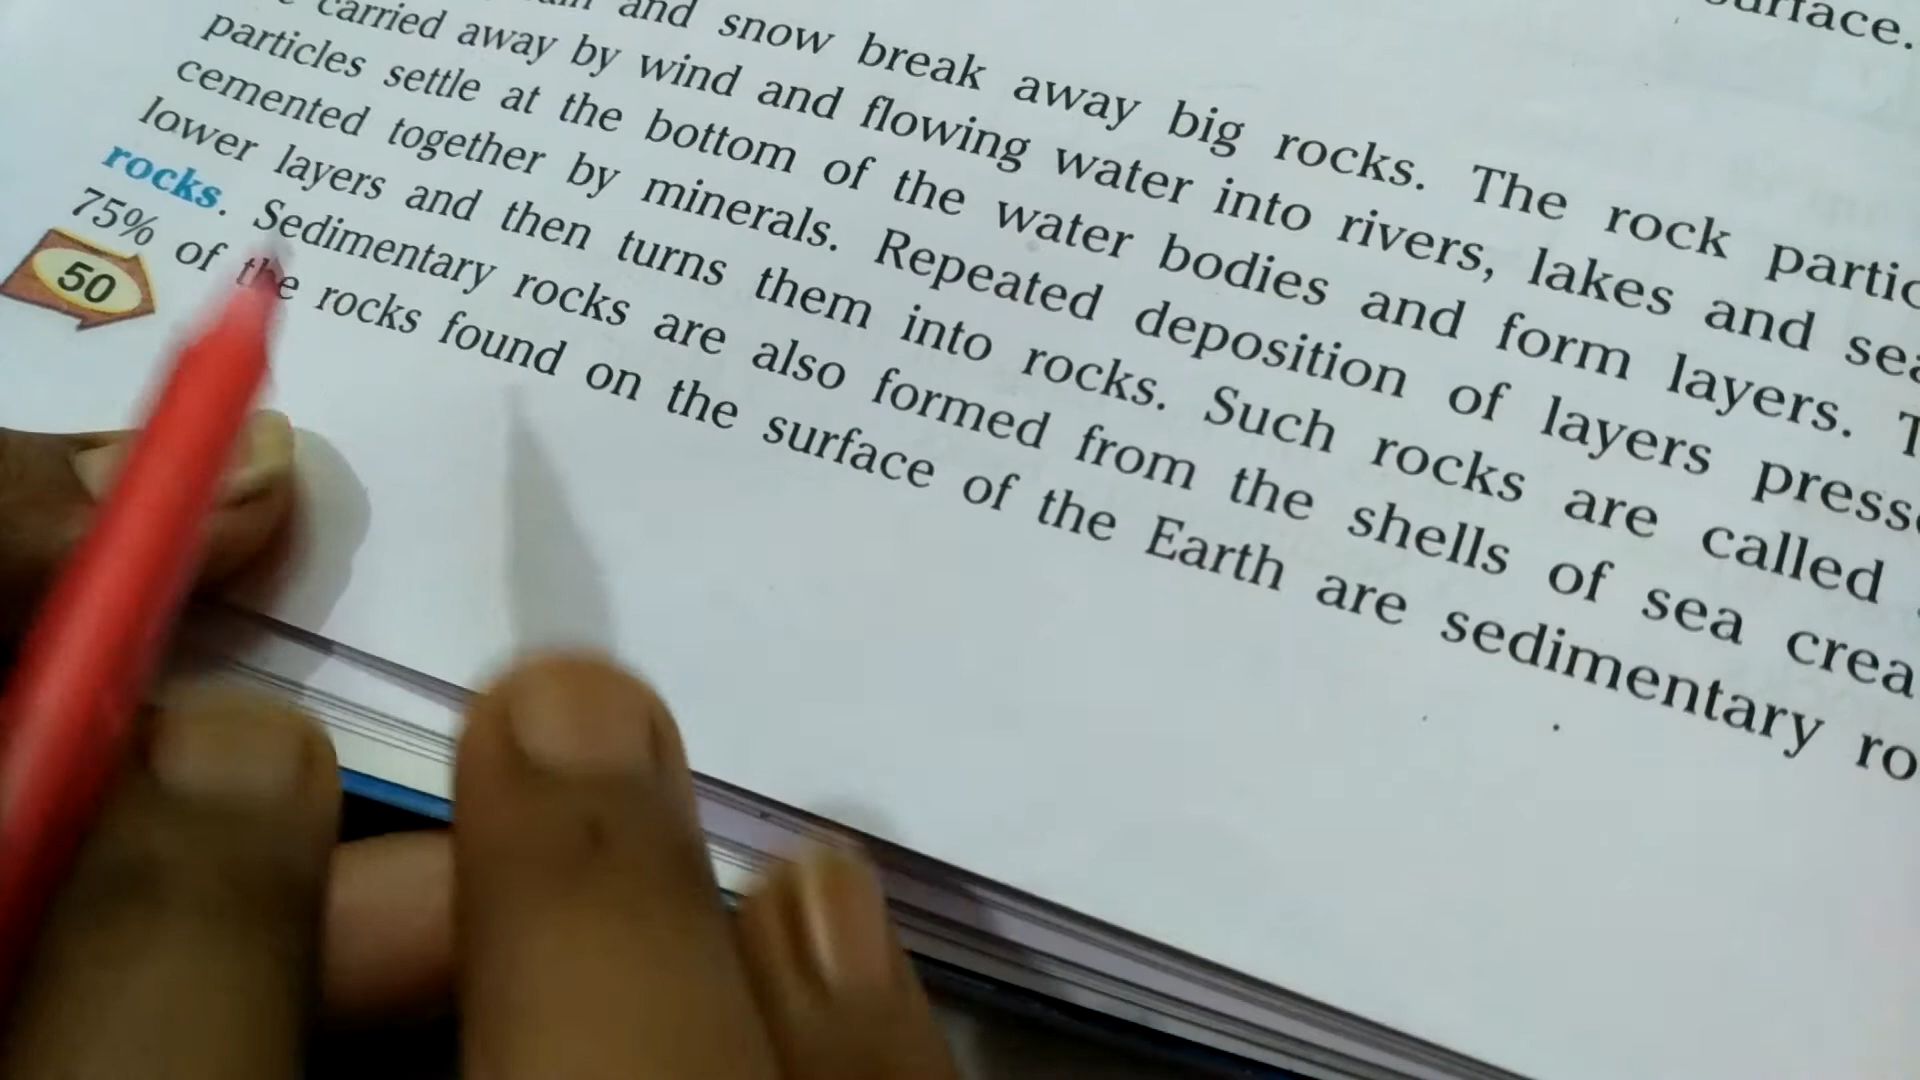 surface.
and snow break away big rocks. The rock partic
carried away by wind and flowing water into rivers, lakes and sea
particles settle at the bottom of the water bodies and form layers. T
cemented together by minerals. Repeated deposition of layers press
lower layers and then turns them into rocks. Such rocks are called
rocks. Sedimentary rocks are also formed from the shells of sea crea
75% of the rocks found on the surface of the Earth are sedimentary ro
50